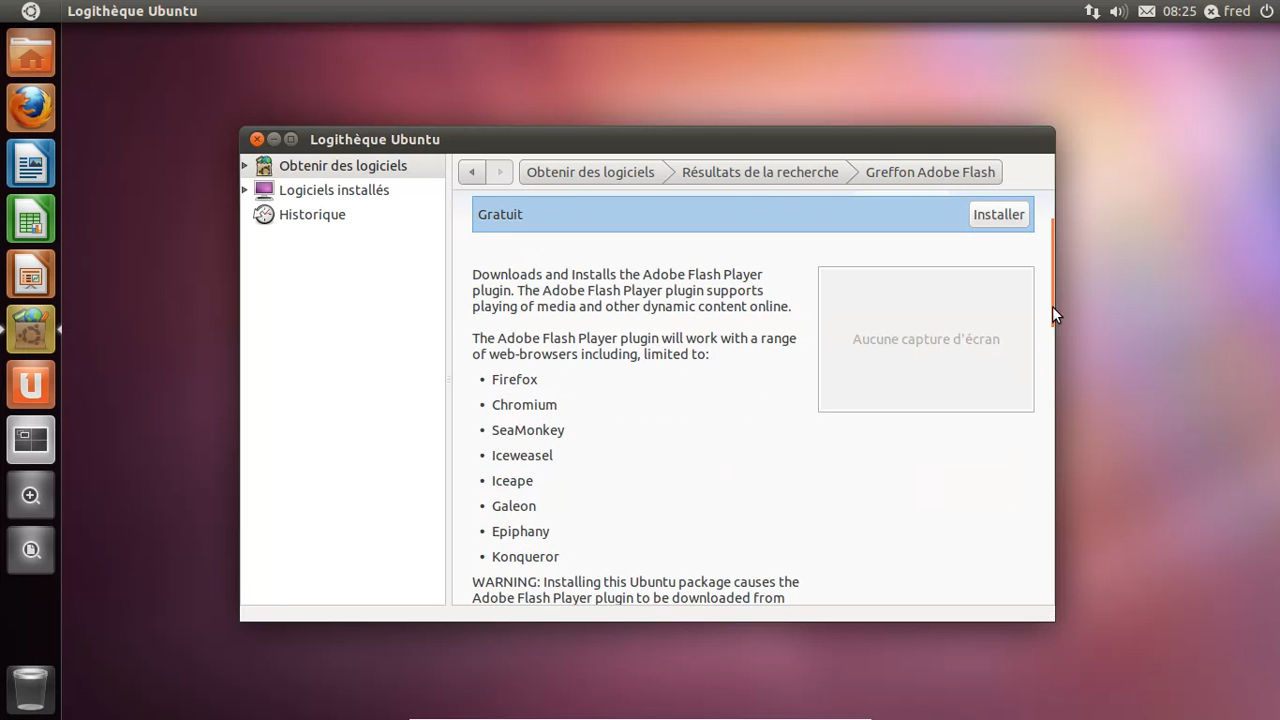 Logithèque Ubuntu
08:25 fred
Logithèque Ubuntu
Obtenir des logiciels
Logiciels installés
Historique
Obtenir des logiciels Résultats de la recherche Greffon Adobe Flash
Gratuit Installer
Downloads and Installs the Adobe Flash Player
plugin. The Adobe Flash Player plugin supports
playing of media and other dynamic content online.
The Adobe Flash Player plugin will work with a range
of web-browsers including, limited to:
• Firefox
• Chromium
• SeaMonkey
• Iceweasel
• Iceape
• Galeon
• Epiphany
• Konqueror
WARNING: Installing this Ubuntu package causes the
Adobe Flash Player plugin to be downloaded from
Aucune capture d'écran